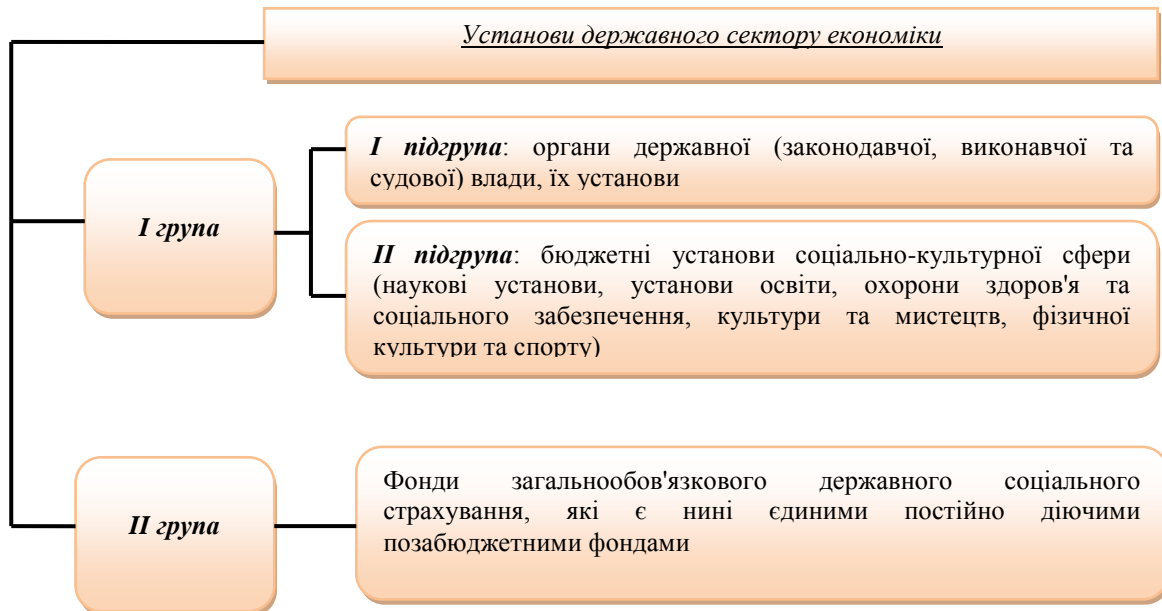 Установи державного сектору економіки
І підгрупа: органи державної (законодавчої, виконавчої та
судової) влади, їх установи
І група
ІІ підгрупа: бюджетні установи соціально-культурної сфери
(наукові установи, установи освіти, охорони здоров'я та
соціального забезпечення, культури та мистецтв, фізичної
культури та спорту)
ІІ група
Фонди загальнообов'язкового державного соціального
страхування, які є нині єдиними постійно діючими
позабюджетними фондами